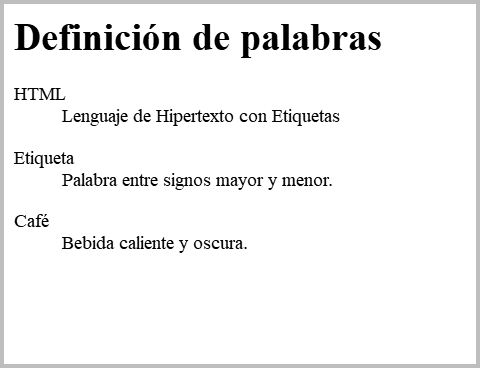 Definición de palabras
HTML
Lenguaje de Hipertexto con Etiquetas
Etiqueta
Palabra entre signos mayor y menor.
Café
Bebida caliente y oscura.